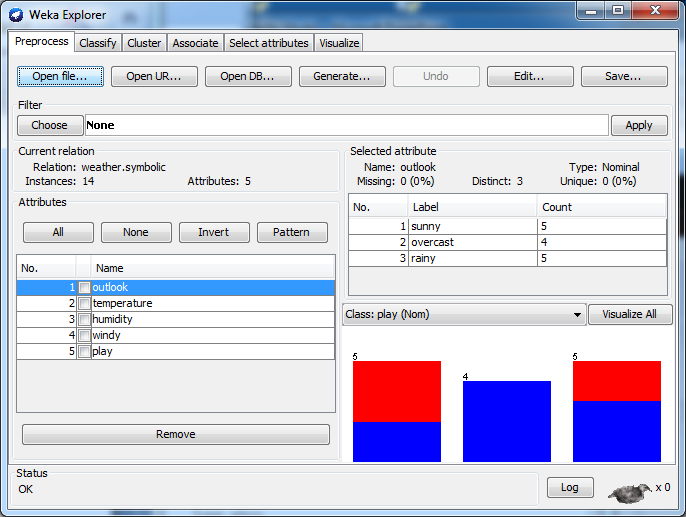 Weka Explorer
Preprocess Classify Cluster Associate Select attributes Visualize
Open file... Open UR... Open DB... Generate... Undo Edit... Save...
Filter
Choose None Apply
Current relation
Relation: weather.symbolic
Instances: 14 Attributes: 5
Attributes
All None Invert Pattern
No. Name
1 outlook
2 temperature
3 humidity
4 windy
5 play
Remove
Selected attribute
Name: outlook Type: Nominal
Missing: 0 (0%) Distinct: 3 Unique: 0 (0%)
No. Label Count
1 sunny 5
2 overcast 4
3 rainy 5
Class: play (Nom) Visualize All
5 4 5
Status
OK
Log x 0